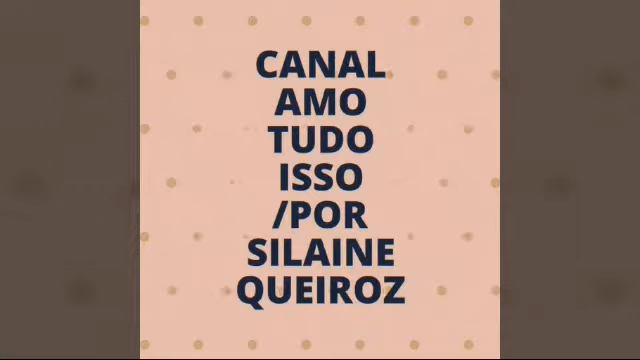 CANAL
AMO
TUDO
ISSO
/POR
SILAINE
QUEIROZ